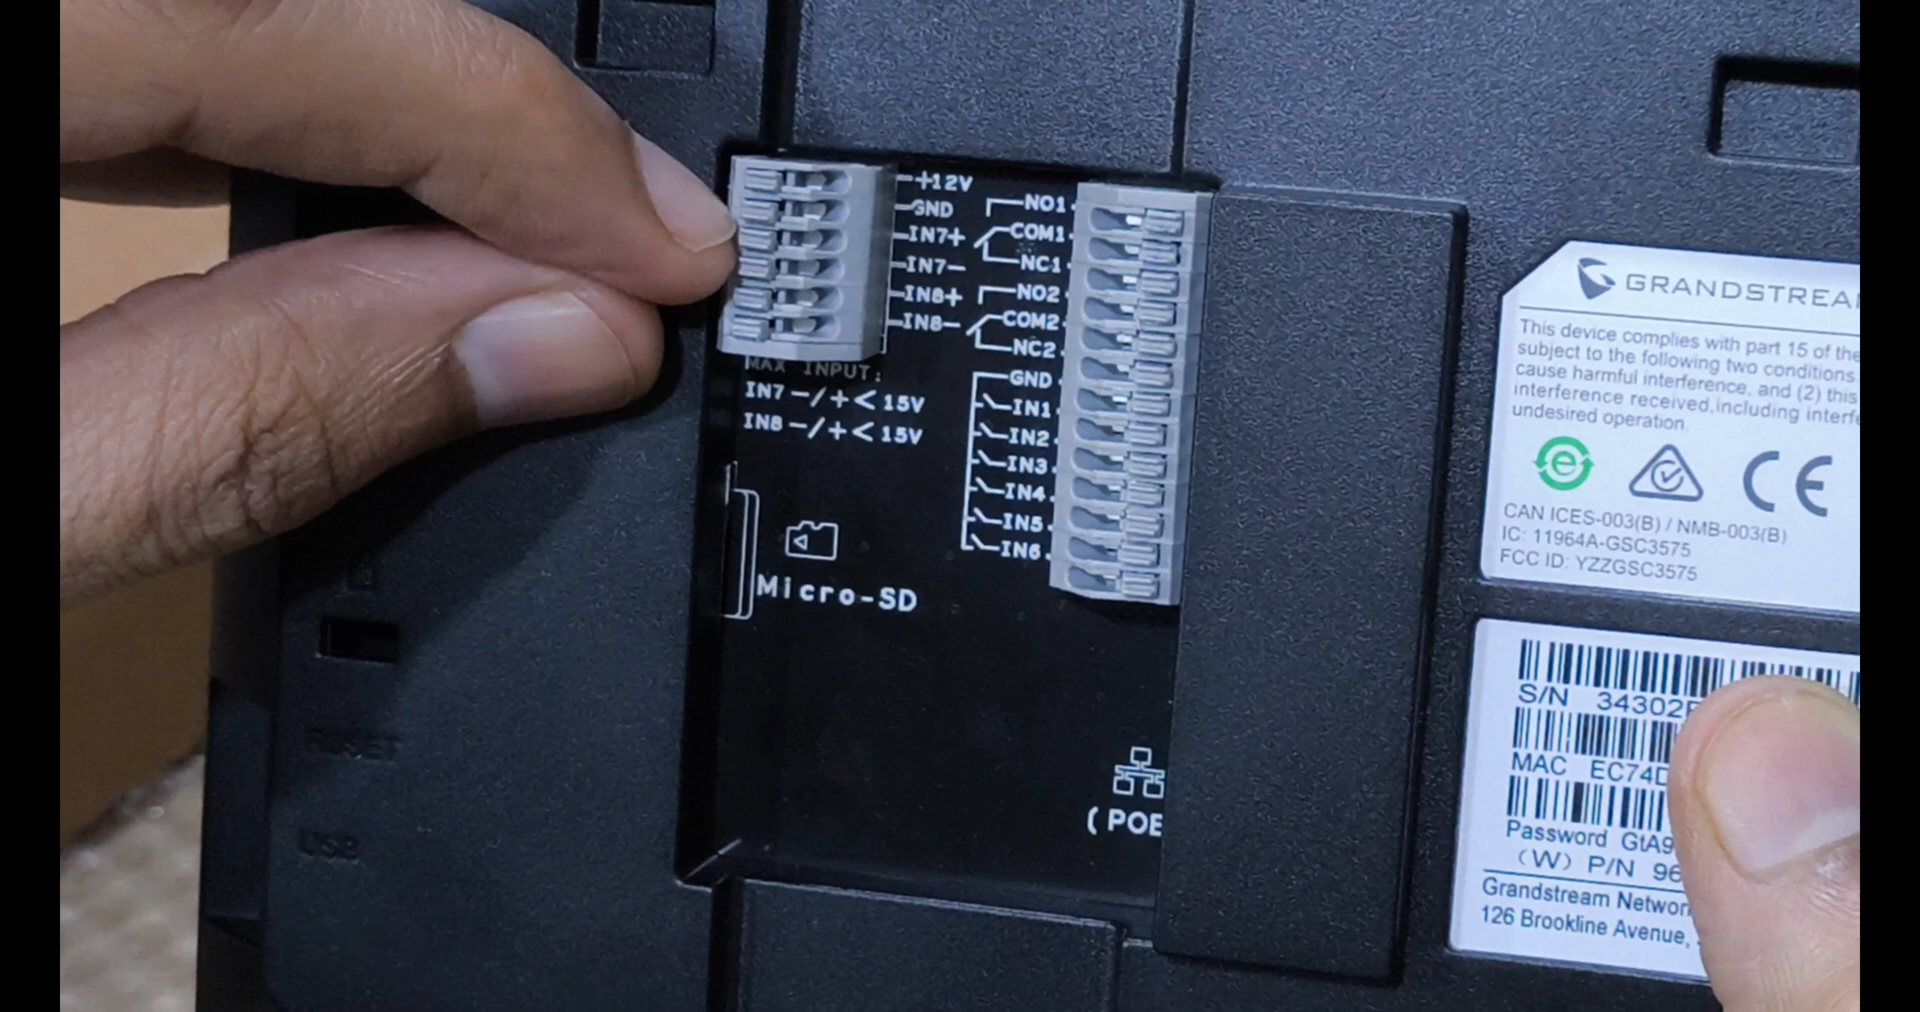 +12V
GND
IN7+
IN7-
IN8+
IN8-
MAX INPUT:
IN7 -/+ < 15V
IN8 -/+ < 15V
Micro-SD
NO1
COM1
NC1
NO2
COM2
NC2
GND
IN1
IN2
IN3
IN4
IN5
IN6
(POE
RESET
USB
GRANDSTREA
This device complies with part 15 of the
subject to the following two conditions
cause harmful interference, and (2) this
interference received,including interfe
undesired operation.
e
CE
CAN ICES-003(B) / NMB-003(B)
IC: 11964A-GSC3575
FCC ID: YZZGSC3575
S/N 34302
MAC EC74D
Password GtA9
(W) P/N 96
Grandstream Networ
126 Brookline Avenue,